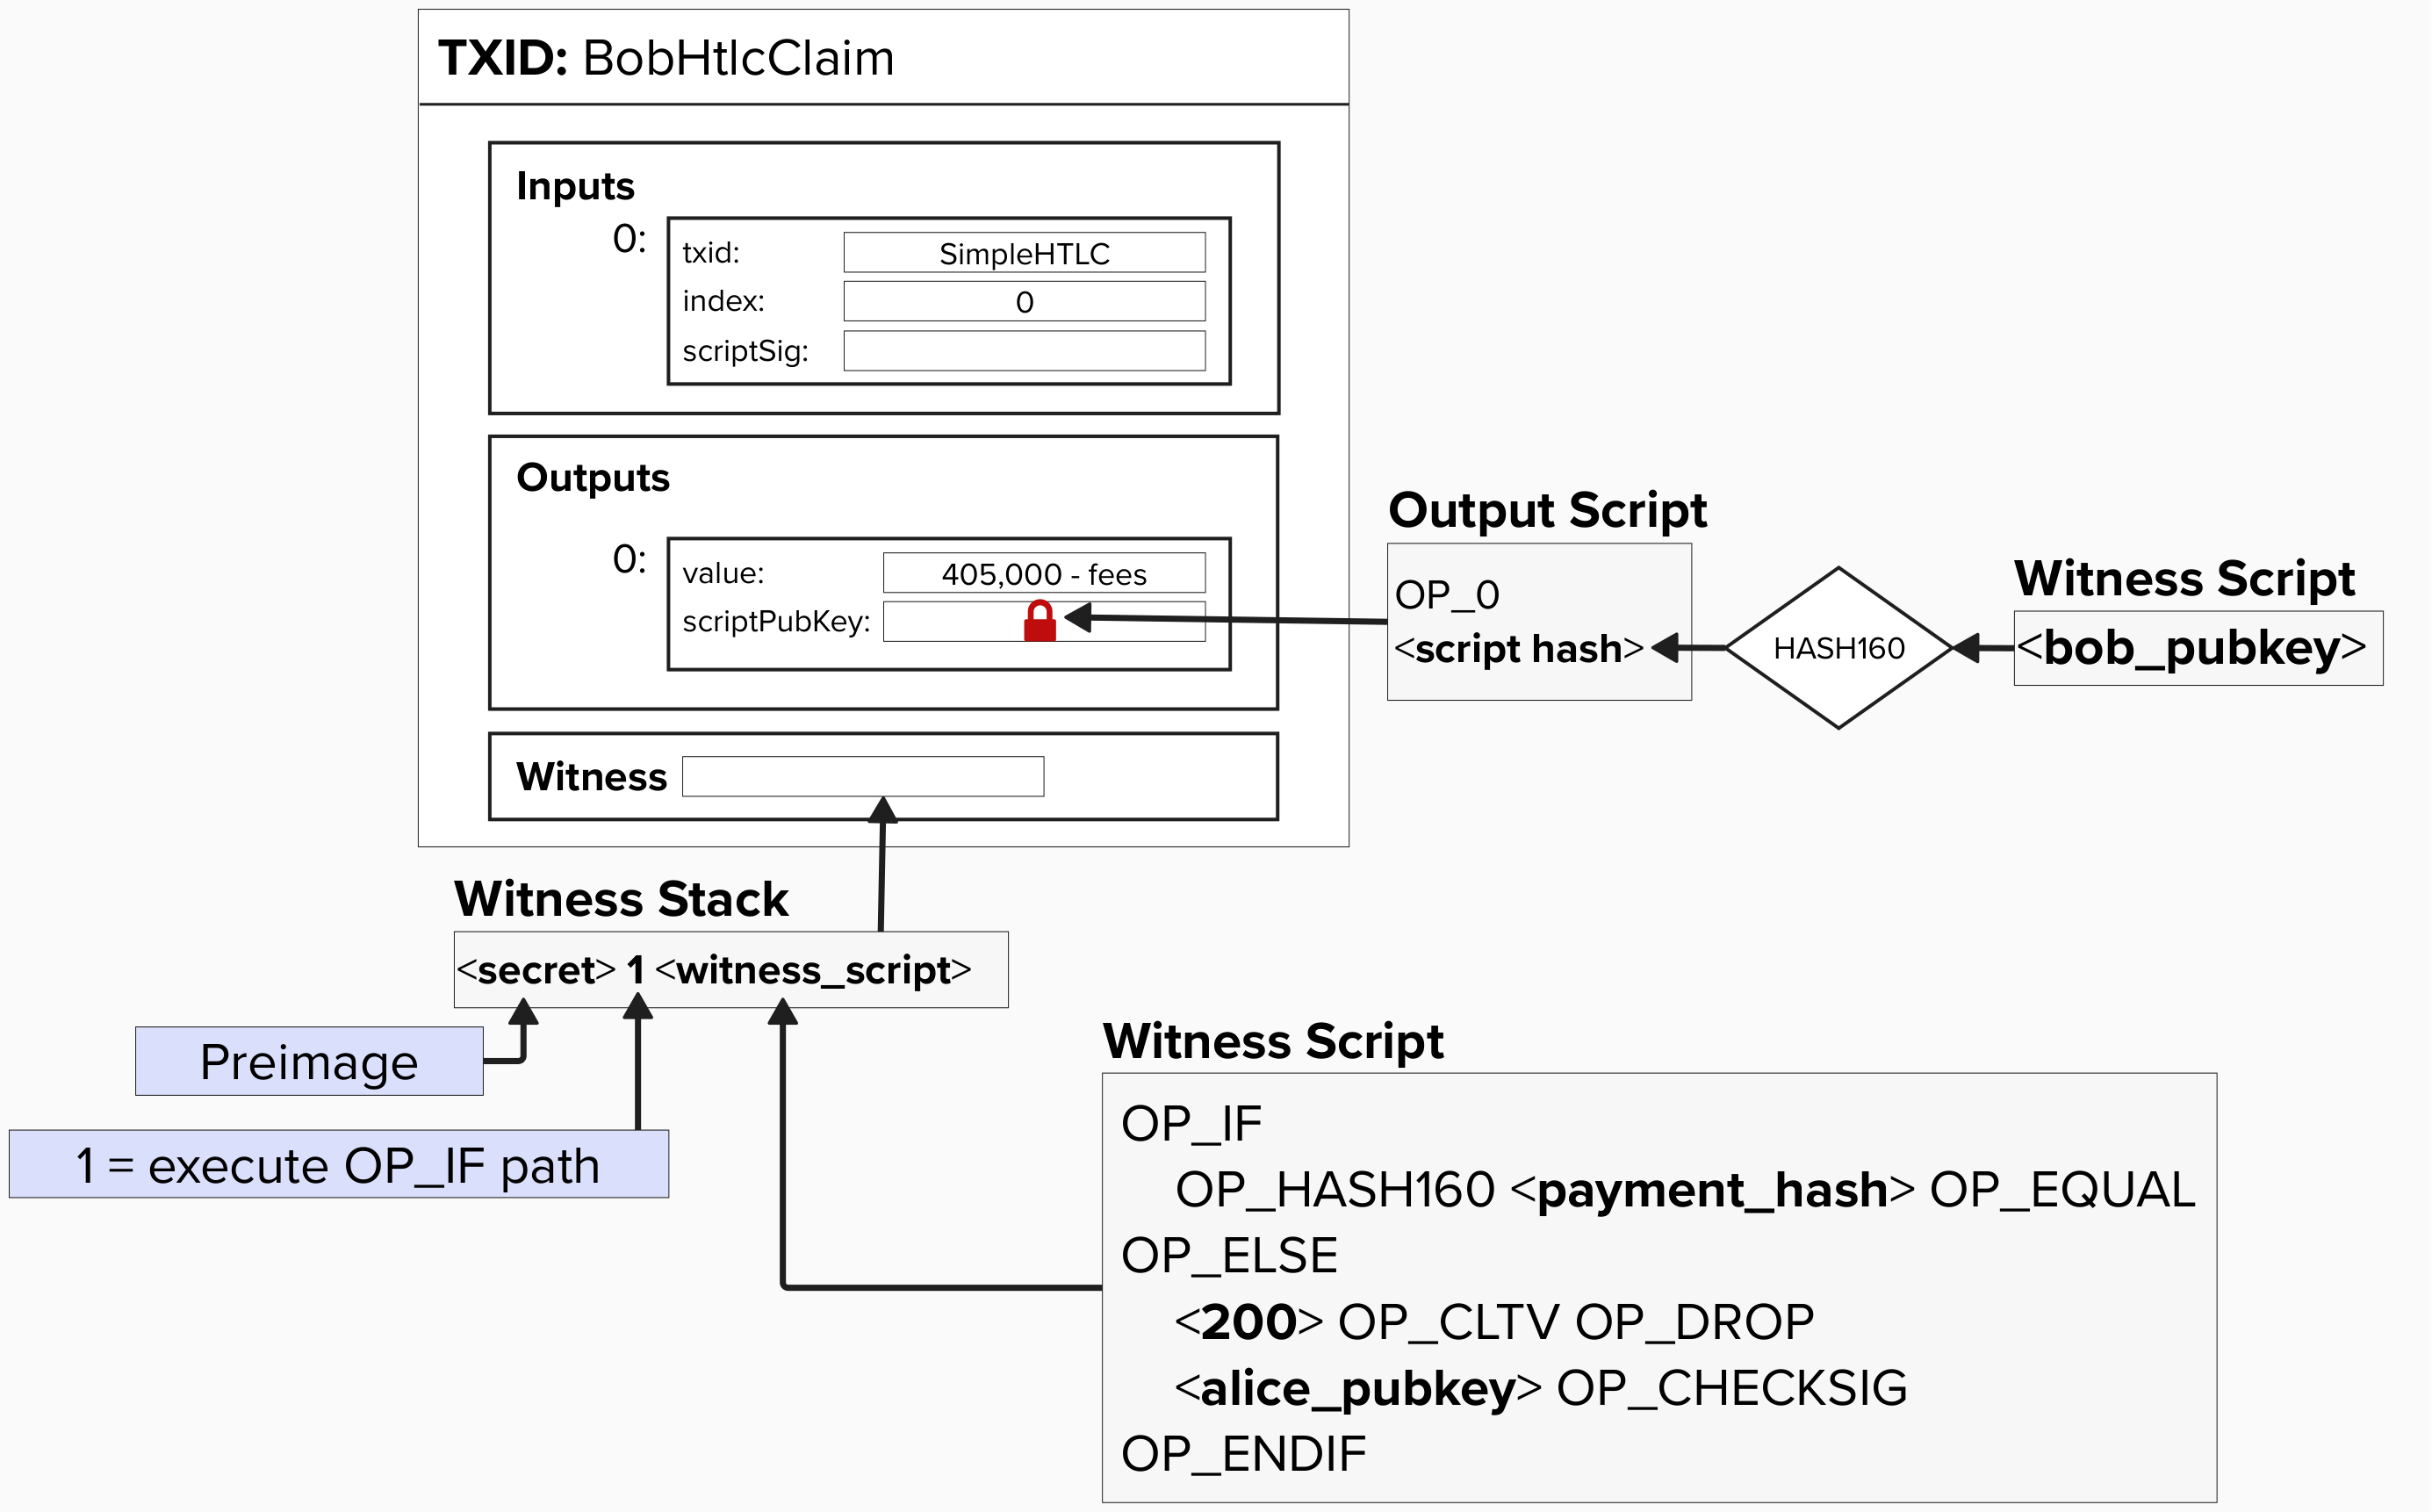 TXID: BobHtlcClaim
Inputs
0:
txid: SimpleHTLC
index: 0
scriptSig:
Outputs
0:
value: 405,000 - fees
scriptPubKey:
Output Script
OP_0
<script hash>
HASH160
Witness Script
<bob_pubkey>
Witness
Witness Stack
<secret> 1 <witness_script>
Preimage
1 = execute OP_IF path
Witness Script
OP_IF
OP_HASH160 <payment_hash> OP_EQUAL
OP_ELSE
<200> OP_CLTV OP_DROP
<alice_pubkey> OP_CHECKSIG
OP_ENDIF